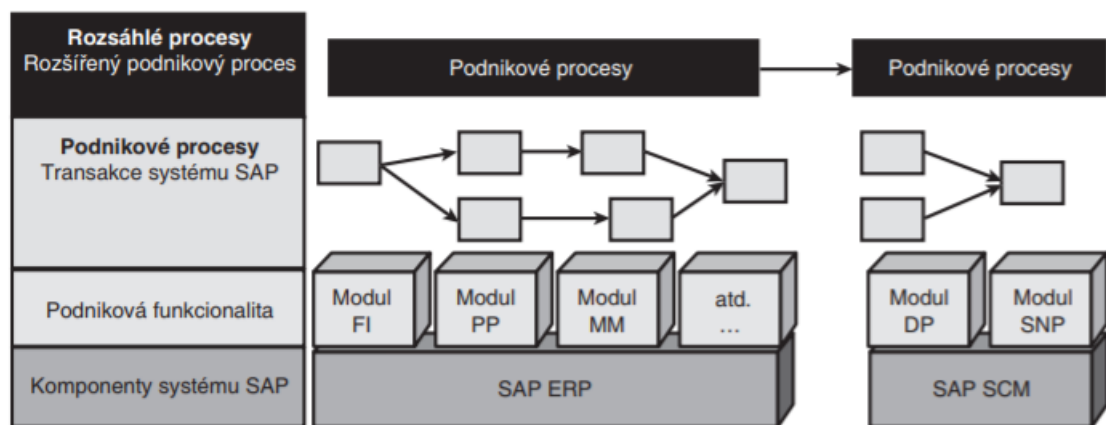 Rozsáhlé procesy
Rozšířený podnikový proces
Podnikové procesy
Podnikové procesy
Podnikové procesy
Transakce systému SAP
Podniková funkcionalita
Modul
FI
Modul
PP
Modul
MM
atd.
...
Modul
DP
Modul
SNP
Komponenty systému SAP
SAP ERP
SAP SCM